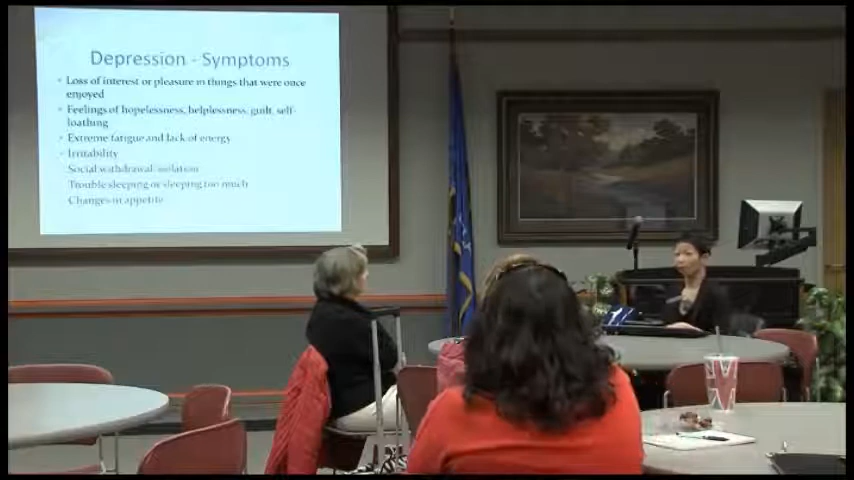 Depression - Symptoms
Loss of interest or pleasure in things that were once
enjoyed
Feelings of hopelessness, helplessness, guilt, self-
loathing
Extreme fatigue and lack of energy
Irritability
Social withdrawal/isolation
Trouble sleeping or sleeping too much
Changes in appetite